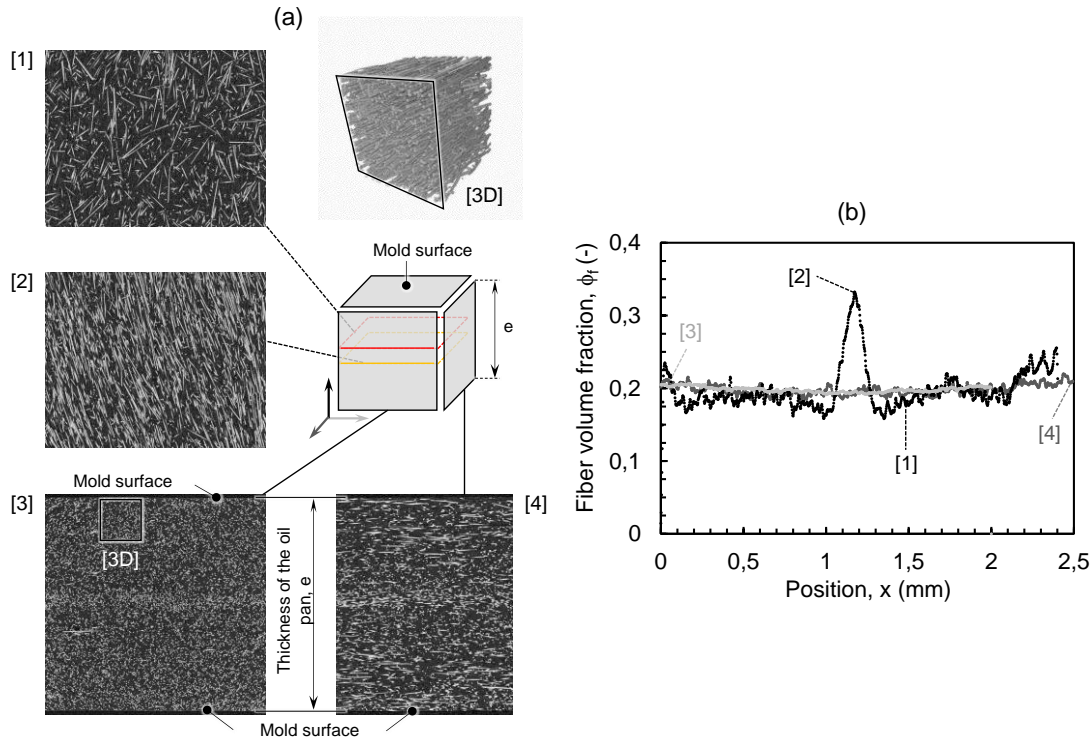 (a)
[1]
[3D]
Mold surface
[2]
e
Mold surface
[3]
[4]
[3D]
Thickness of the oil
pan, e
Mold surface
(b)
Fiber volume fraction, ϕf (-)
0,4
0,3
0,2
0,1
0
[2]
[3]
[1]
[4]
0
0,5
1
1,5
2
2,5
Position, x (mm)